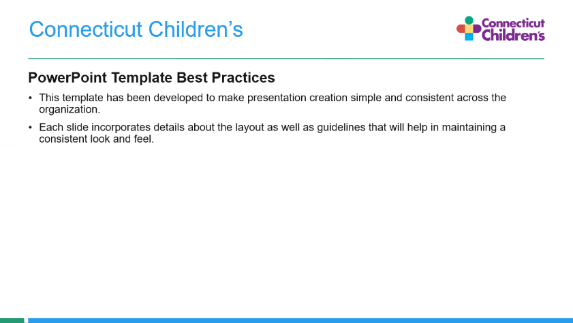 Connecticut Children’s
Connecticut
Children's
PowerPoint Template Best Practices
• This template has been developed to make presentation creation simple and consistent across the
organization.
• Each slide incorporates details about the layout as well as guidelines that will help in maintaining a
consistent look and feel.